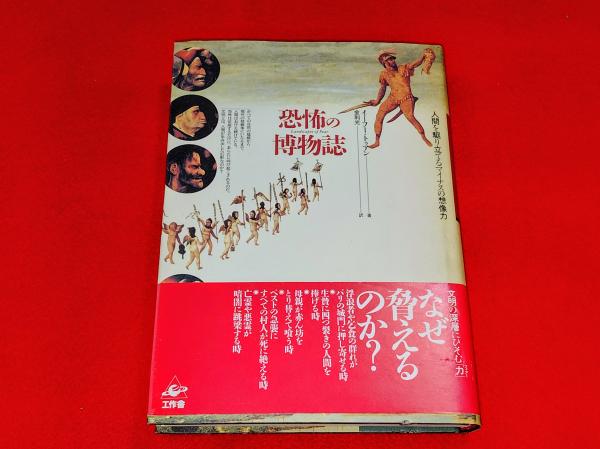 恐怖の
Landscapes of Fear
博物誌
イーフー・トゥアン 著
金利光 訳
人間を駆り立てるマイナスの想像力
文明の深層にひそむ「力」
なぜ
脅える
のか?
浮浪者や乞食の群れが
パリの城門に押し寄せる時
生贄に四つ裂きの人間を
捧げる時
母親が赤ん坊を
とり替えて喰う時
ペストの急襲に
すべての村人が死に絶える時
亡霊や悪霊が
暗闇に跳梁する時
工作舎